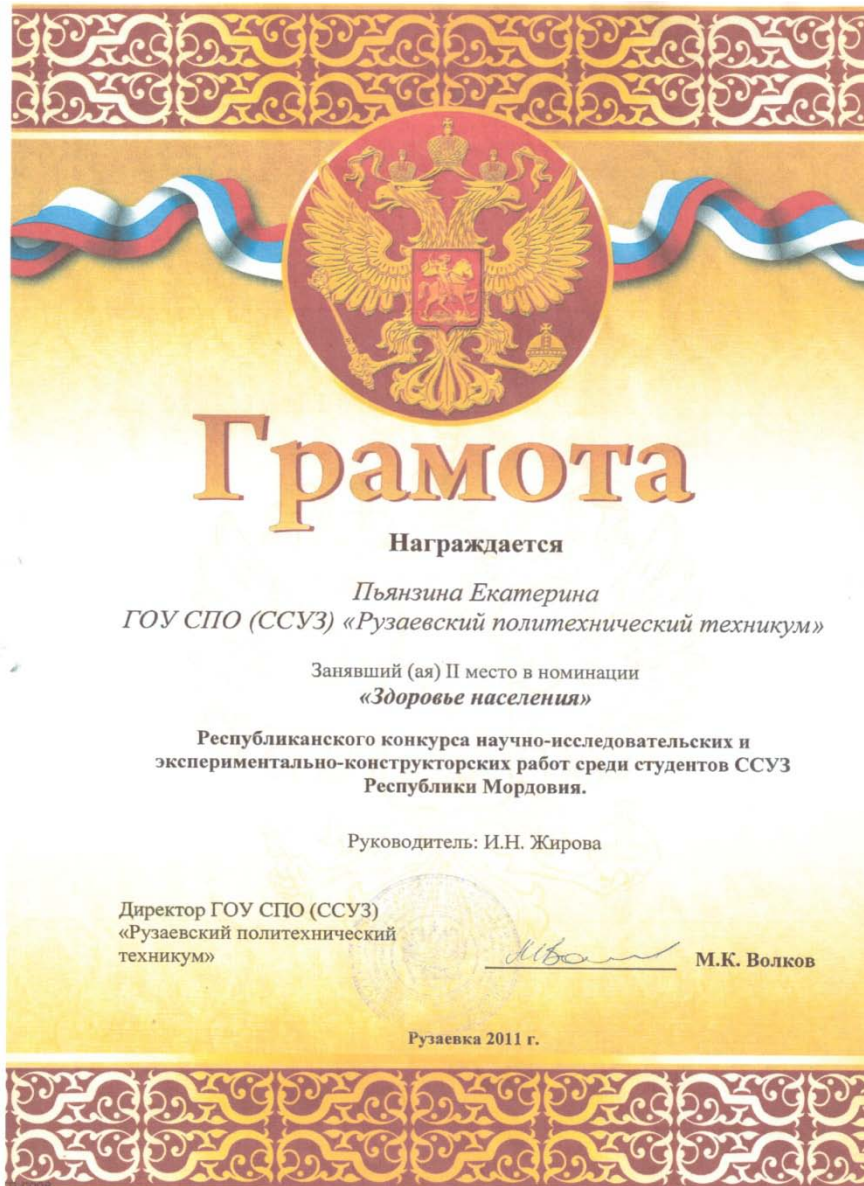 Грамота
Награждается
Пьянзина Екатерина
ГОУ СПО (ССУЗ) «Рузаевский политехнический техникум»
Занявший (ая) II место в номинации
«Здоровье населения»
Республиканского конкурса научно-исследовательских и
экспериментально-конструкторских работ среди студентов ССУЗ
Республики Мордовия.
Руководитель: И.Н. Жирова
Директор ГОУ СПО (ССУЗ)
«Рузаевский политехнический
техникум»
М.К. Волков
Рузаевка 2011 г.